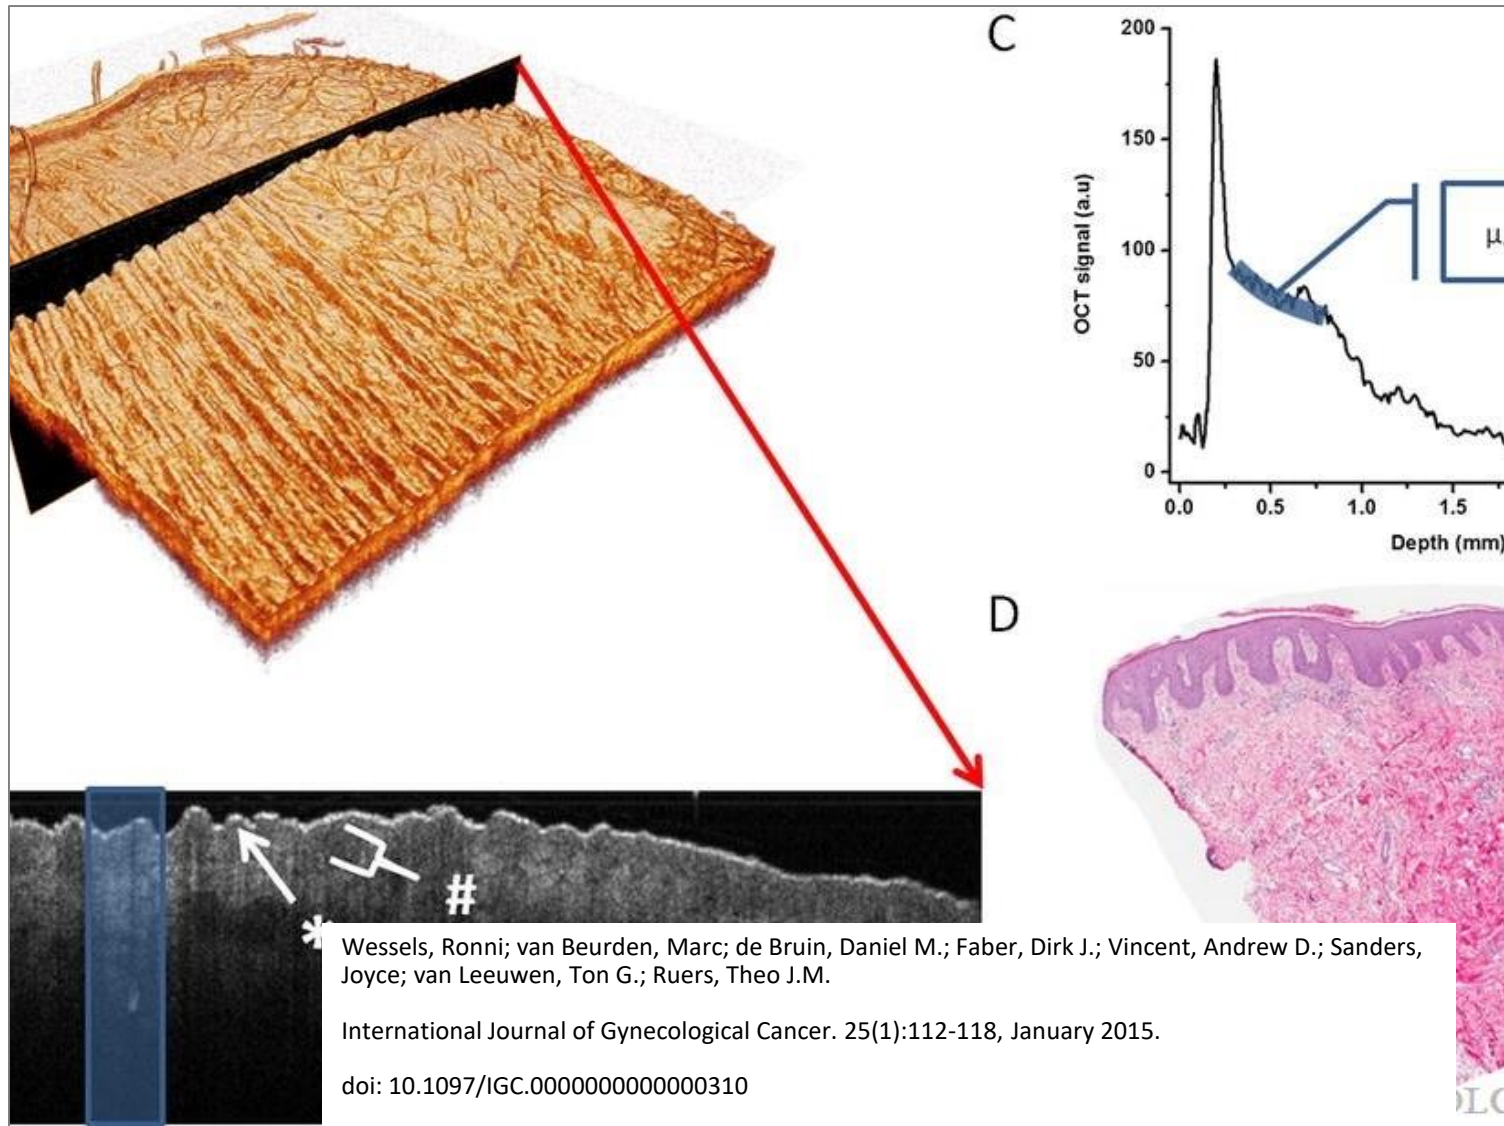 C
200
150
100
50
0
OCT signal (a.u)
μ
0.0 0.5 1.0 1.5
Depth (mm)
D
*
#
Wessels, Ronni; van Beurden, Marc; de Bruin, Daniel M.; Faber, Dirk J.; Vincent, Andrew D.; Sanders,
Joyce; van Leeuwen, Ton G.; Ruers, Theo J.M.
International Journal of Gynecological Cancer. 25(1):112-118, January 2015.
doi: 10.1097/IGC.0000000000000310